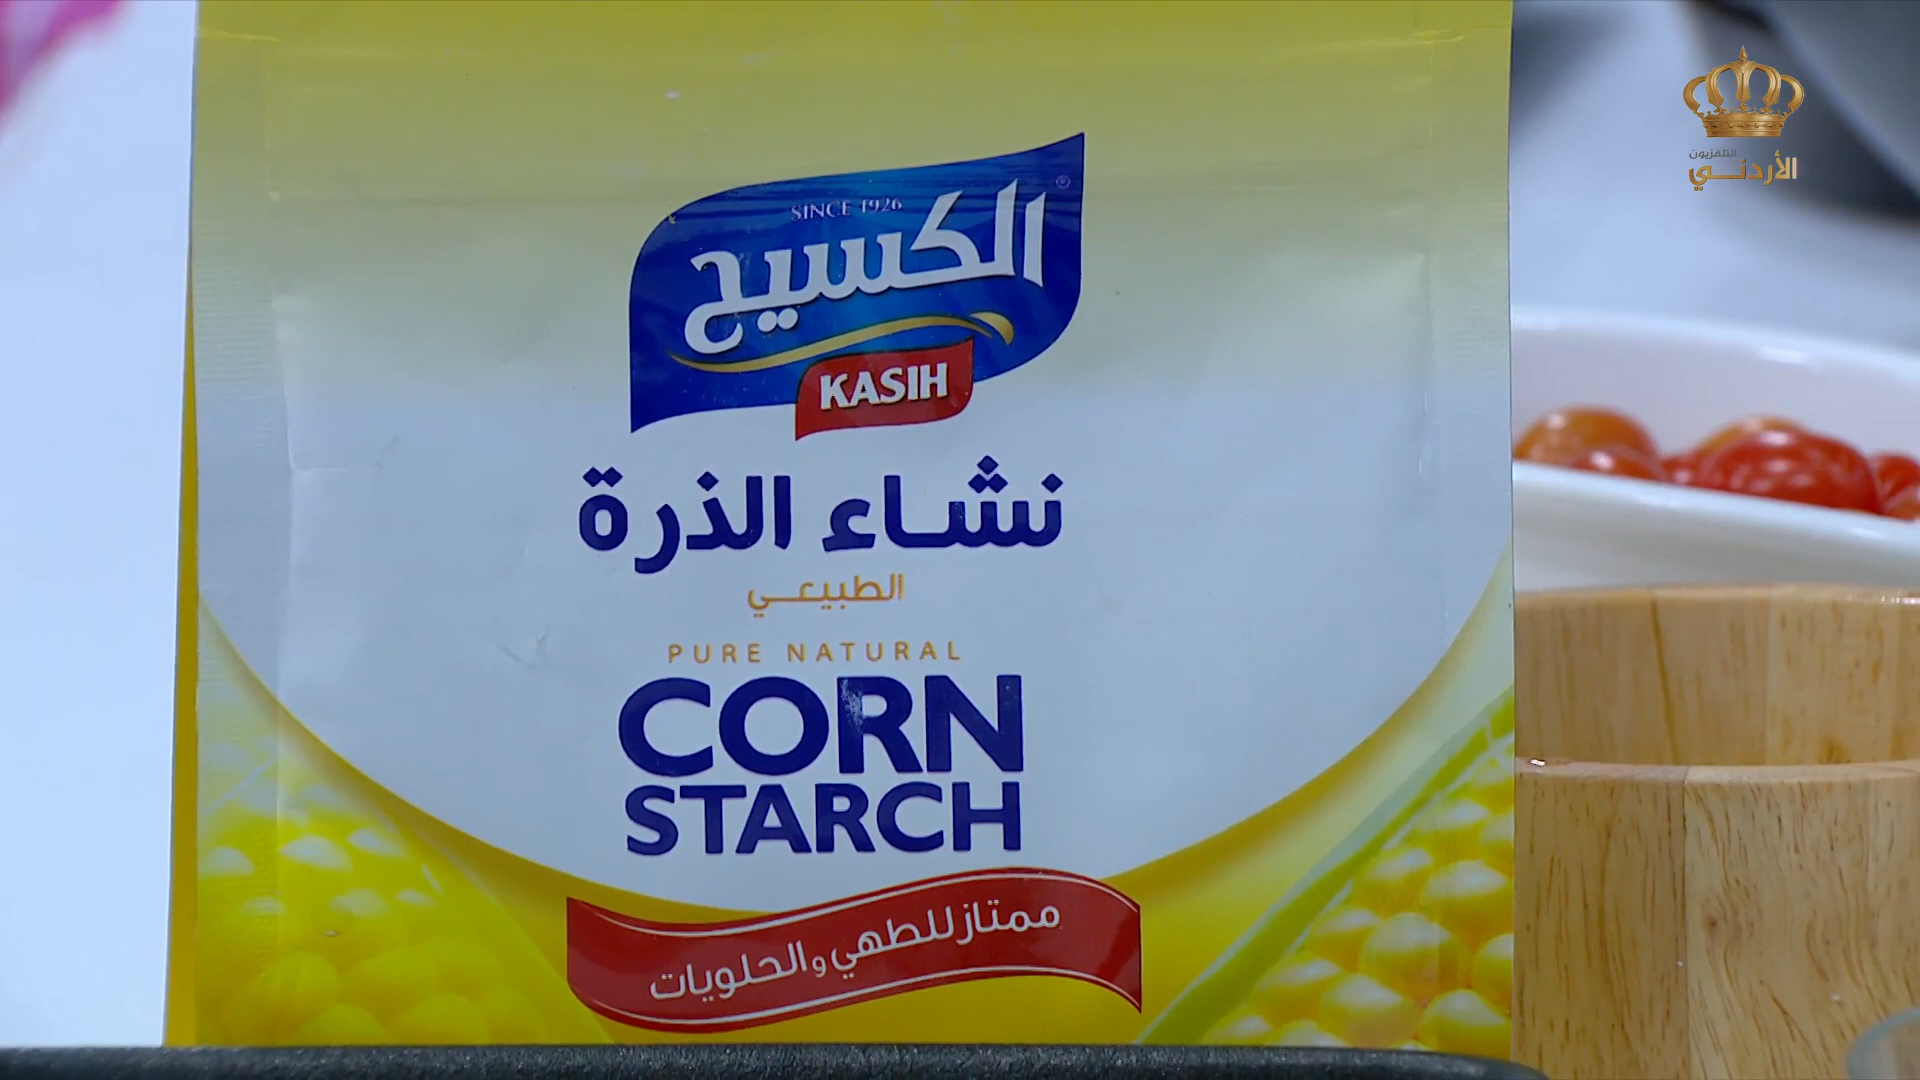 SINCE 1926
الكسيح
KASIH
نشاء الذرة
الطبيعي
PURE NATURAL
CORN
STARCH
ممتاز للطهي والحلويات
التلفزيون
الأردني